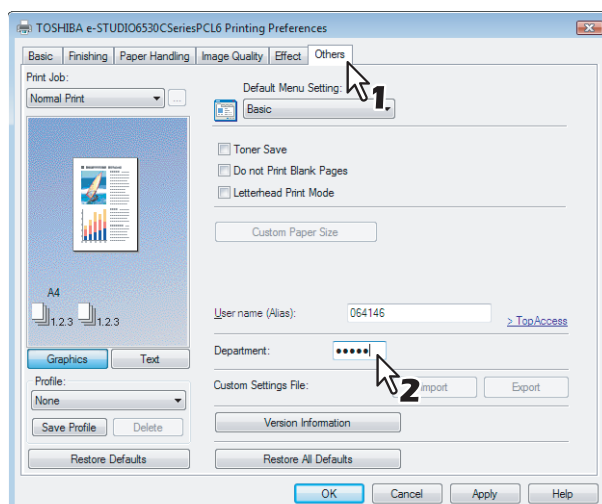 TOSHIBA e-STUDIO6530CSeriesPCL6 Printing Preferences
Basic Finishing Paper Handling Image Quality Effect Others
Print Job:
Normal Print
...
Default Menu Setting:
Basic
1
Toner Save
Do not Print Blank Pages
Letterhead Print Mode
Custom Paper Size
A4
1.2.3 1.2.3
User name (Alias): 064146
> TopAccess
Graphics Text
Department: •••••
2
Profile:
None
Custom Settings File: Import Export
Save Profile Delete
Version Information
Restore Defaults
Restore All Defaults
OK Cancel Apply Help